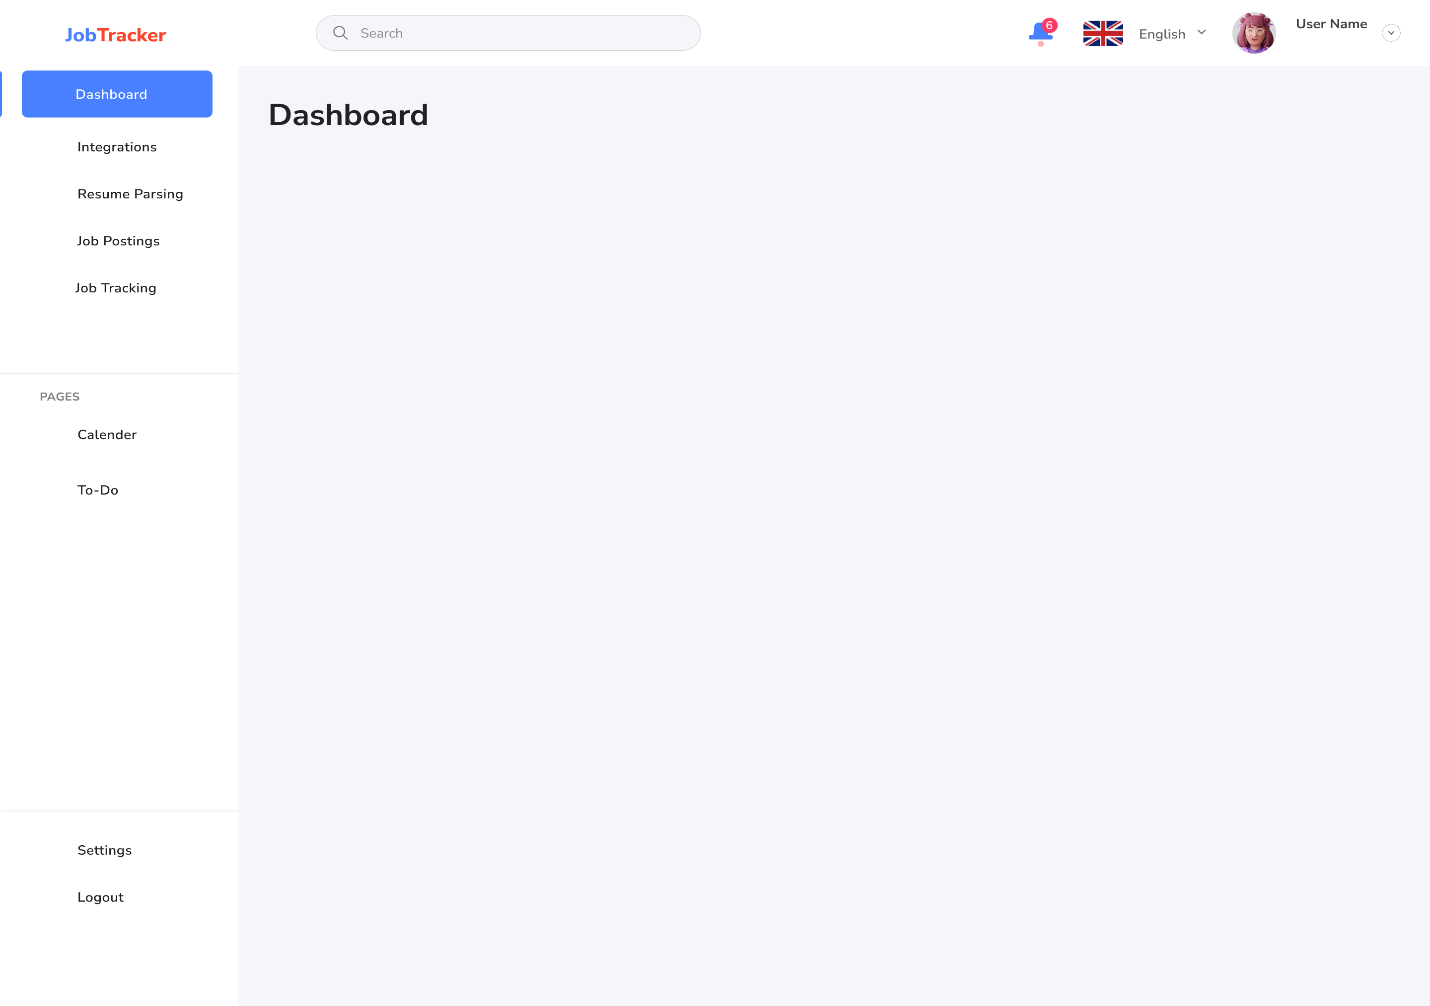 JobTracker
Search
6
English
User Name
Dashboard
Dashboard
Integrations
Resume Parsing
Job Postings
Job Tracking
PAGES
Calender
To-Do
Settings
Logout